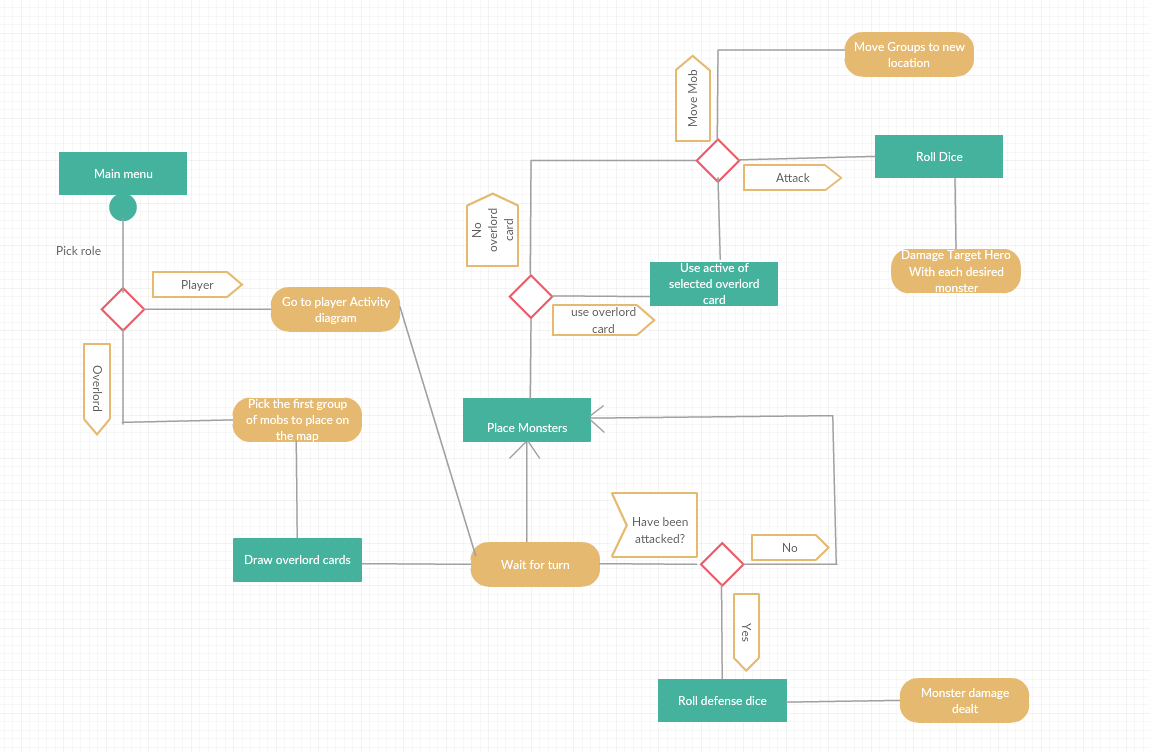 Move Groups to new
location
Move Mob
Main menu
Roll Dice
Attack
No
overlord
card
Pick role
Damage Target Hero
With each desired
monster
Use active of
selected overlord
card
Player
Go to player Activity
diagram
use overlord
card
Overlord
Pick the first group
of mobs to place on
the map
Place Monsters
Have been
attacked?
No
Draw overlord cards
Wait for turn
Yes
Roll defense dice
Monster damage
dealt